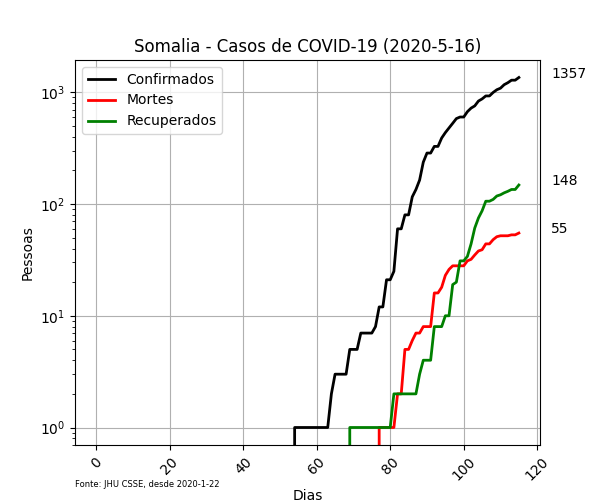 Somalia - Casos de COVID-19 (2020-5-16)
Confirmados
Mortes
Recuperados
1357
148
55
10³
10²
10¹
10⁰
Pessoas
0 20 40 60 80 100 120
Fonte: JHU CSSE, desde 2020-1-22
Dias